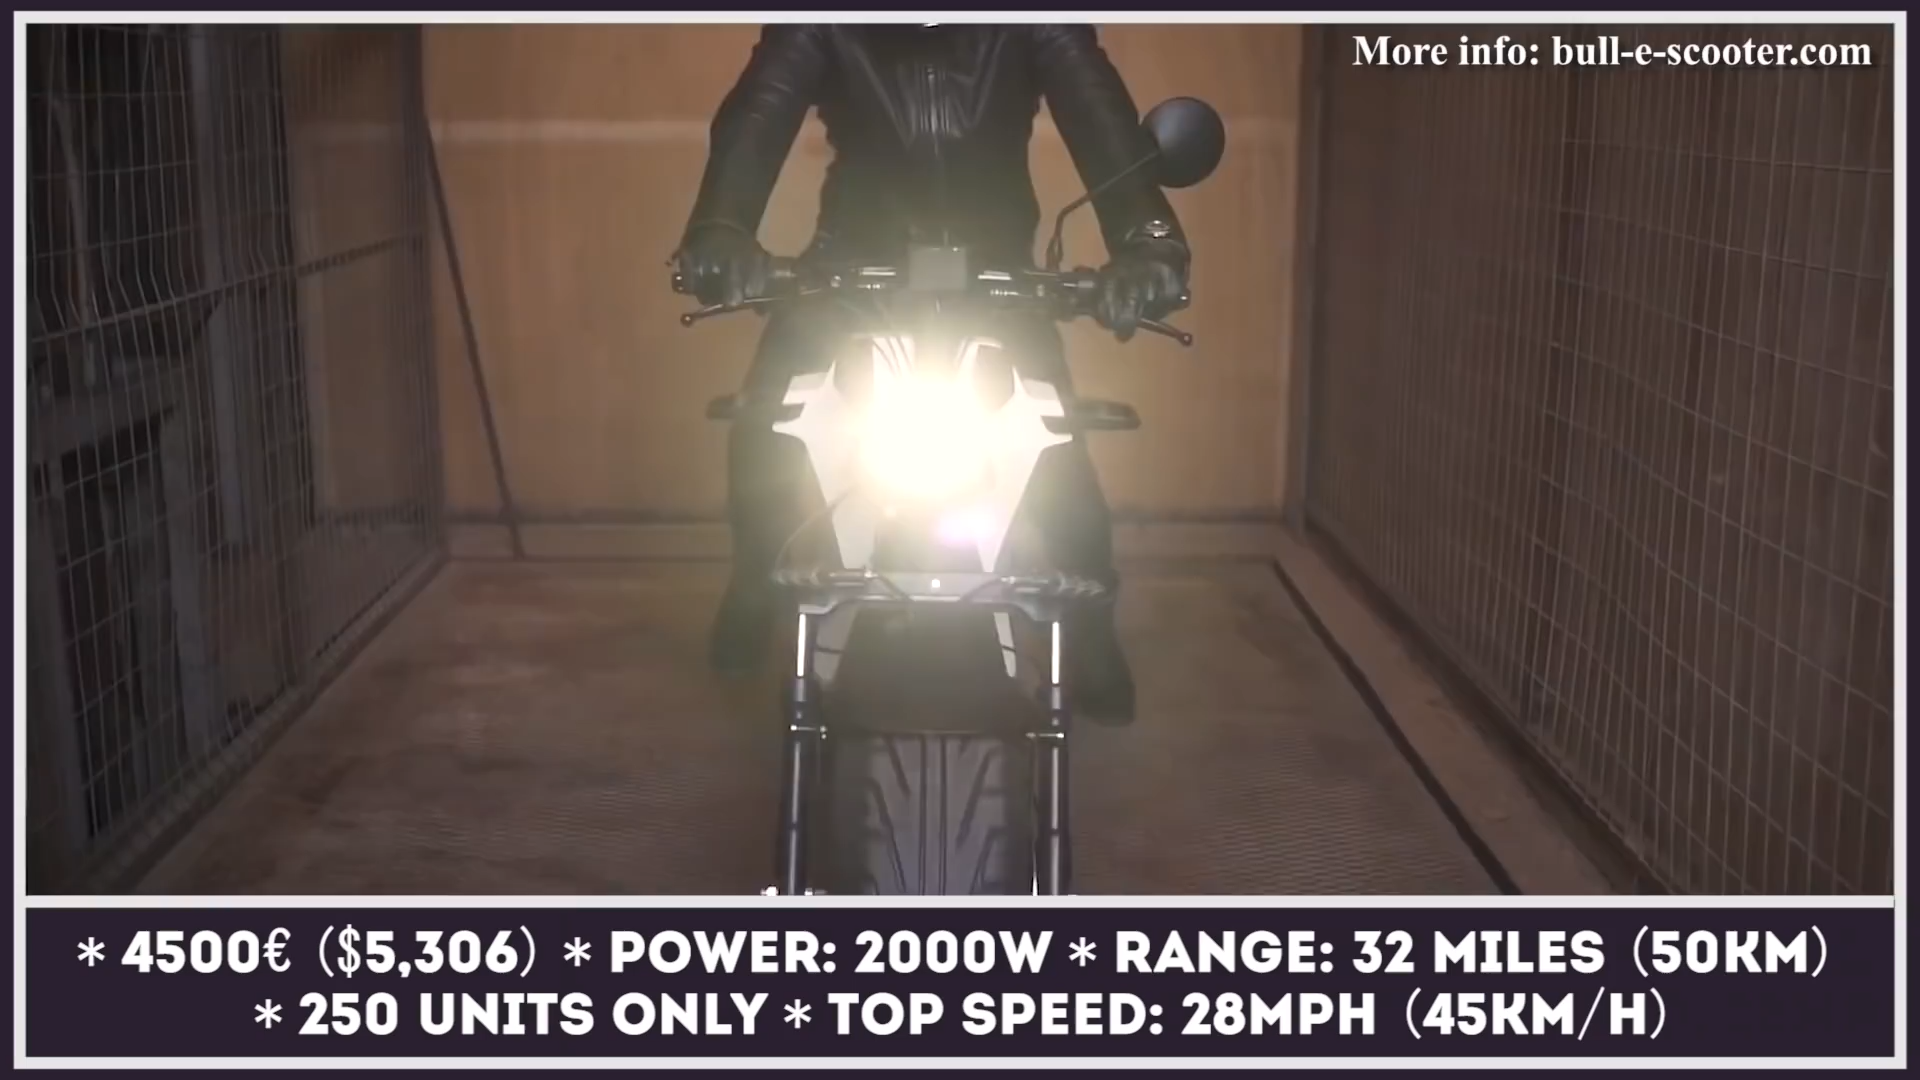 More info: bull-e-scooter.com
* 4500€ ($5,306) * POWER: 2000W * RANGE: 32 MILES (50KM)
* 250 UNITS ONLY * TOP SPEED: 28MPH (45KM/H)